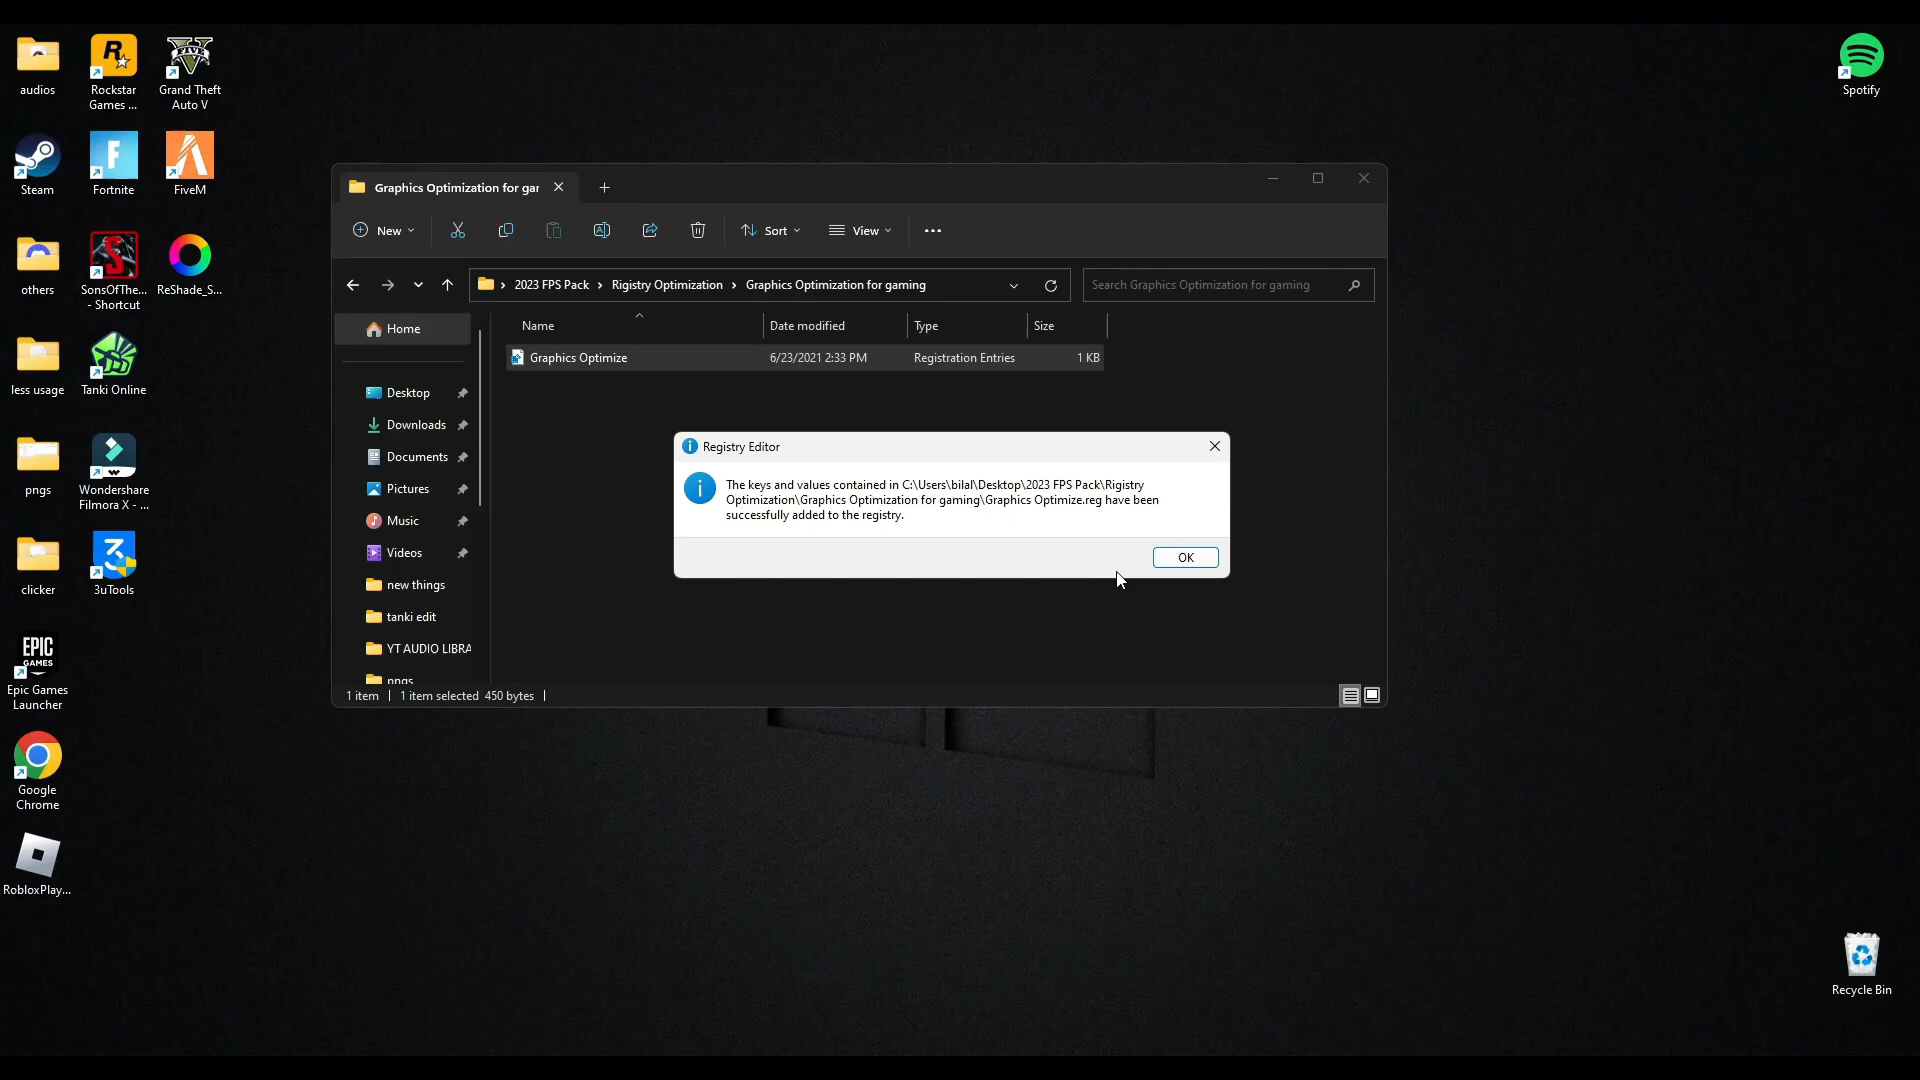 audios
Rockstar
Games ...
Grand Theft
Auto V
Steam
Fortnite
FiveM
others
SonsOfThe...
- Shortcut
ReShade_S...
less usage
Tanki Online
pngs
Wondershare
Filmora X - ...
clicker
3uTools
EPIC
GAMES
Epic Games
Launcher
Google
Chrome
RobloxPlay...
Spotify
Recycle Bin
Graphics Optimization for gar
New
Sort
View
2023 FPS Pack > Rigistry Optimization > Graphics Optimization for gaming
Search Graphics Optimization for gaming
Home
Desktop
Downloads
Documents
Pictures
Music
Videos
new things
tanki edit
YT AUDIO LIBRA
pngs
Name Date modified Type Size
Graphics Optimize 6/23/2021 2:33 PM Registration Entries 1 KB
Registry Editor
The keys and values contained in C:\Users\bilal\Desktop\2023 FPS Pack\Rigistry
Optimization\Graphics Optimization for gaming\Graphics Optimize.reg have been
successfully added to the registry.
OK
1 item | 1 item selected 450 bytes |